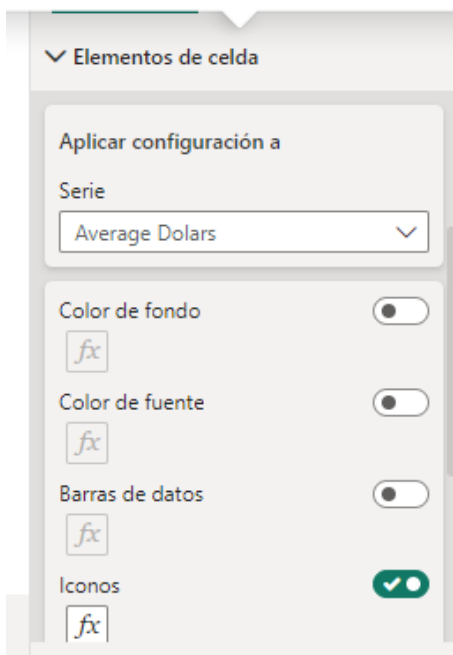 Elementos de celda
Aplicar configuración a
Serie
Average Dolars
Color de fondo
fx
Color de fuente
fx
Barras de datos
fx
Iconos
fx